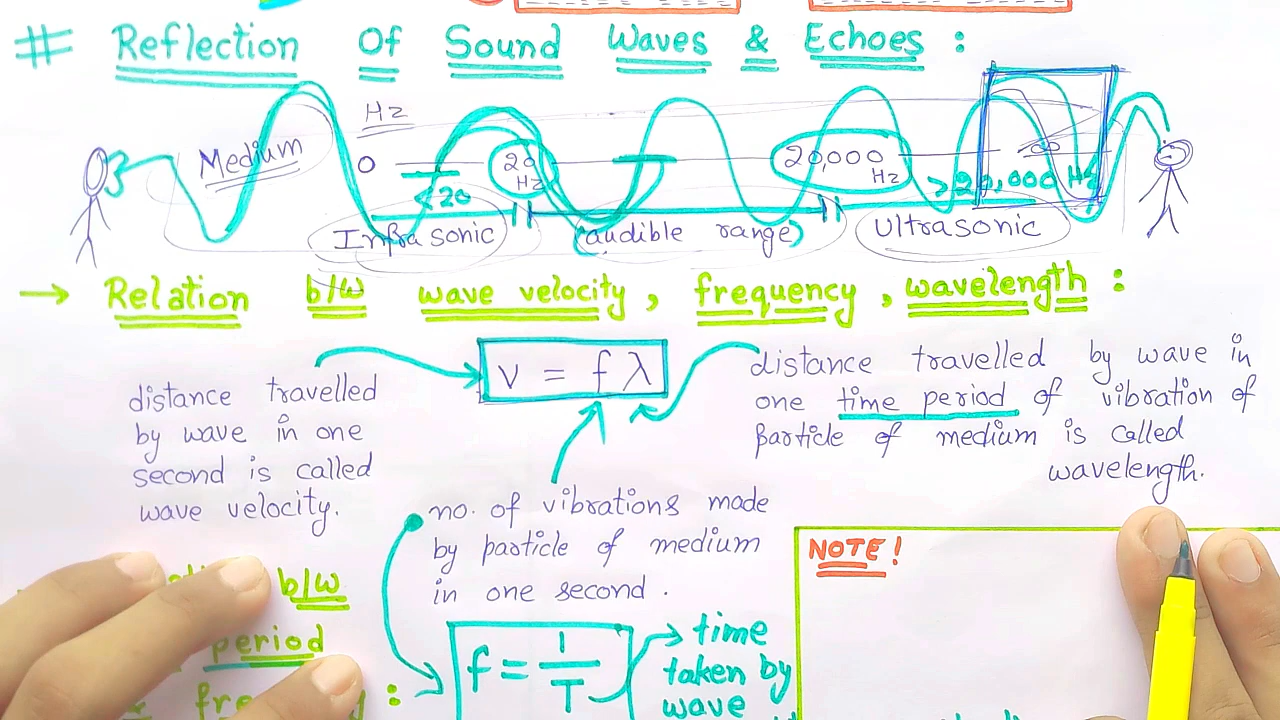 # Reflection Of Sound Waves & Echoes :
Hz
Medium
0
20
Hz
20,000
Hz
<20
>20,000 Hz
Infrasonic
(audible range)
Ultrasonic
→ Relation b/w wave velocity, frequency, wavelength :
v = f λ
distance travelled
by wave in one
second is called
wave velocity.
distance travelled by wave in
one time period of vibration of
particle of medium is called
wavelength.
no. of vibrations made
by particle of medium
in one second .
NOTE!
b/w
period
:
f = 1/T
time
taken by
wave